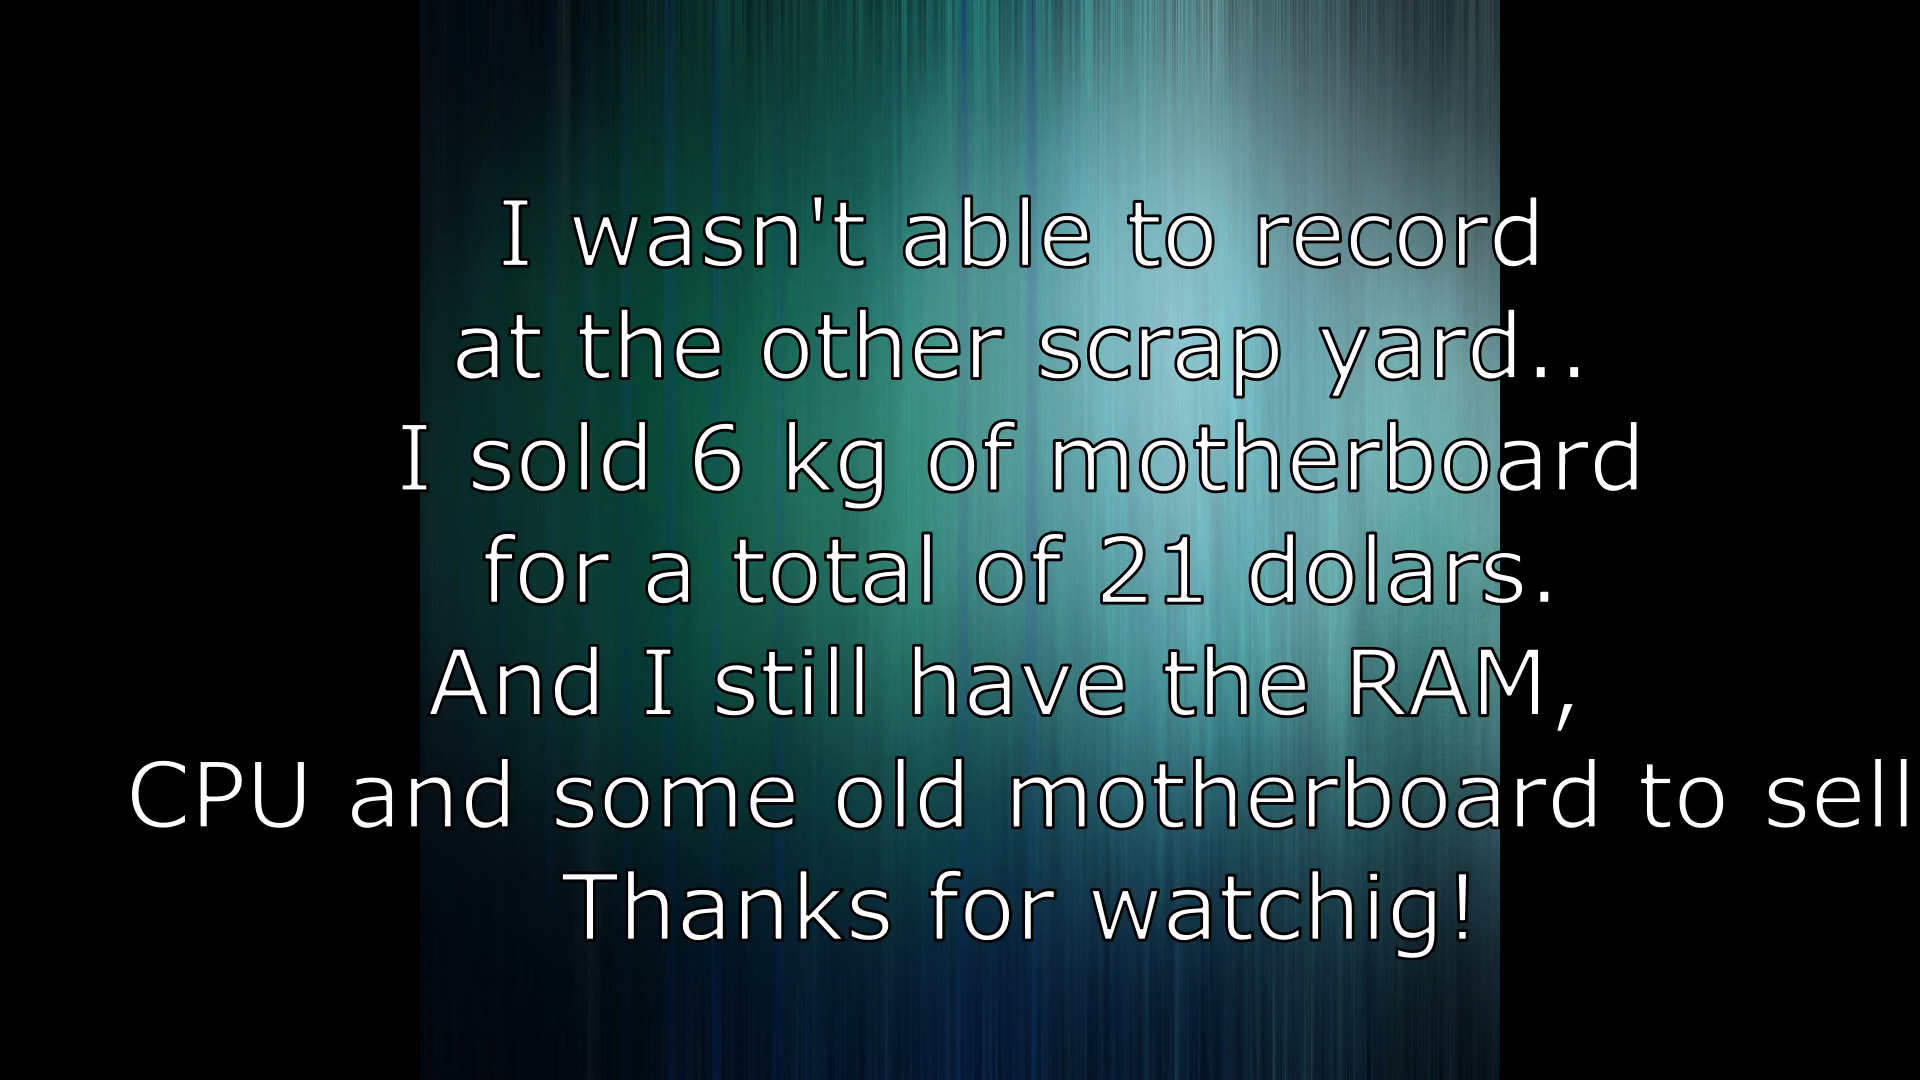 I wasn't able to record
at the other scrap yard..
I sold 6 kg of motherboard
for a total of 21 dolars.
And I still have the RAM,
CPU and some old motherboard to sell
Thanks for watchig!